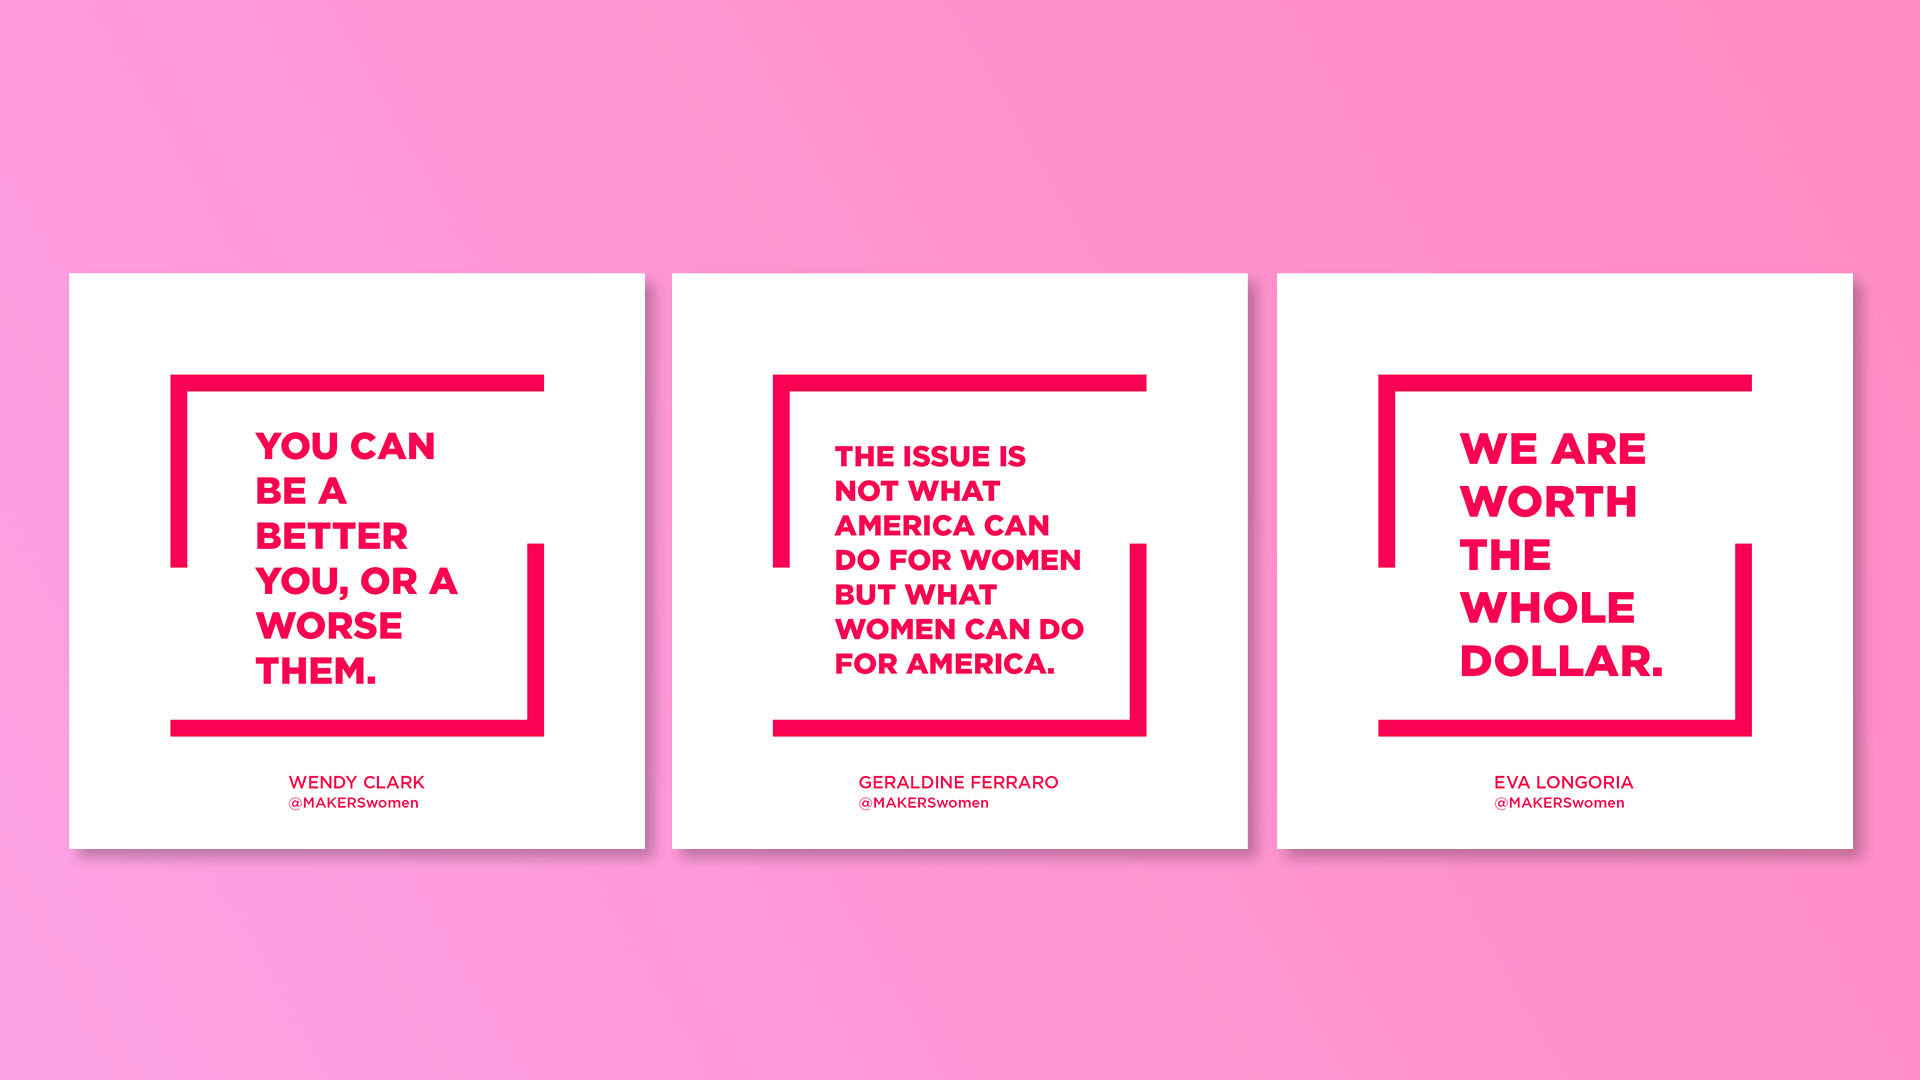 YOU CAN
BE A
BETTER
YOU, OR A
WORSE
THEM.
WENDY CLARK
@MAKERSwomen
THE ISSUE IS
NOT WHAT
AMERICA CAN
DO FOR WOMEN
BUT WHAT
WOMEN CAN DO
FOR AMERICA.
GERALDINE FERRARO
@MAKERSwomen
WE ARE
WORTH
THE
WHOLE
DOLLAR.
EVA LONGORIA
@MAKERSwomen